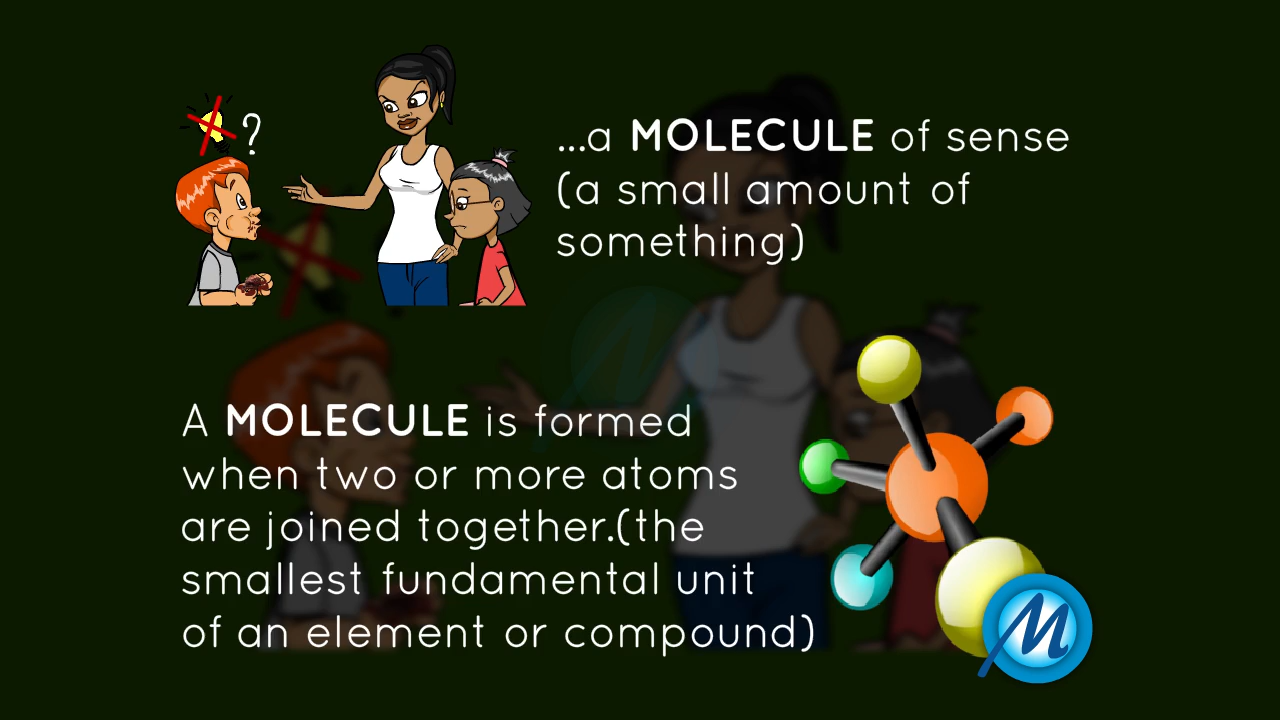 ?
...a MOLECULE of sense
(a small amount of
something)
A MOLECULE is formed
when two or more atoms
are joined together.(the
smallest fundamental unit
of an element or compound)
M